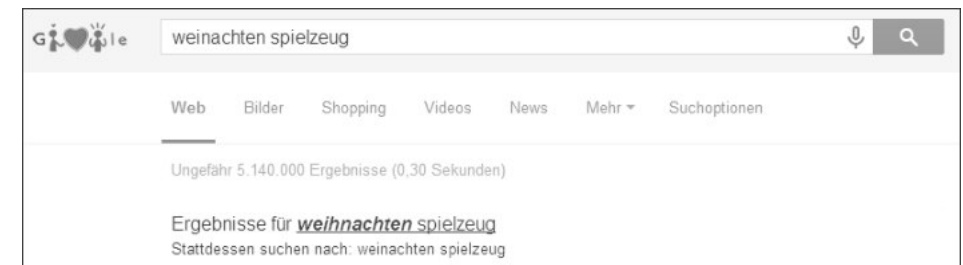 G le
weinachten spielzeug
Web Bilder Shopping Videos News Mehr Suchoptionen
Ungefähr 5.140.000 Ergebnisse (0,30 Sekunden)
Ergebnisse für weihnachten spielzeug
Stattdessen suchen nach: weinachten spielzeug